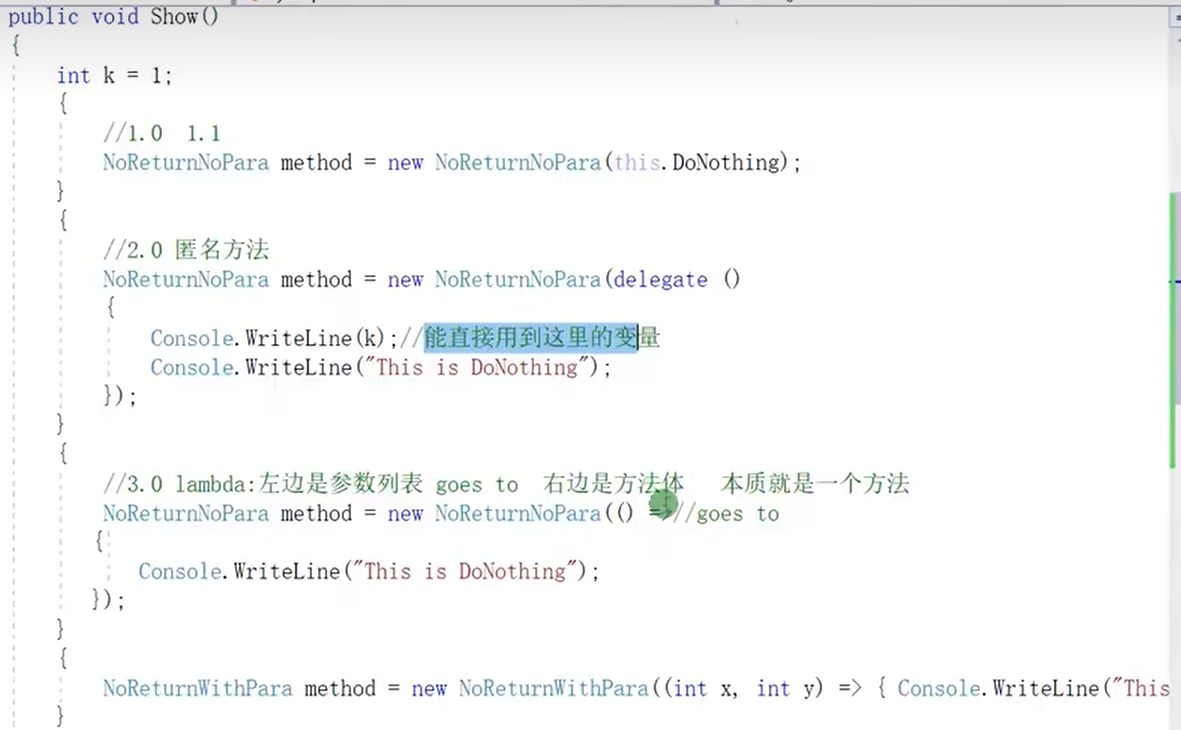 public void Show()
{
int k = 1;
{
//1.0  1.1
NoReturnNoPara method = new NoReturnNoPara(this.DoNothing);
}
{
//2.0 匿名方法
NoReturnNoPara method = new NoReturnNoPara(delegate ()
{
Console.WriteLine(k);//能直接用到这里的变量
Console.WriteLine("This is DoNothing");
});
}
{
//3.0 lambda:左边是参数列表 goes to  右边是方法体   本质就是一个方法
NoReturnNoPara method = new NoReturnNoPara(() =>//goes to
{
Console.WriteLine("This is DoNothing");
});
}
{
NoReturnWithPara method = new NoReturnWithPara((int x, int y) => { Console.WriteLine("This
}